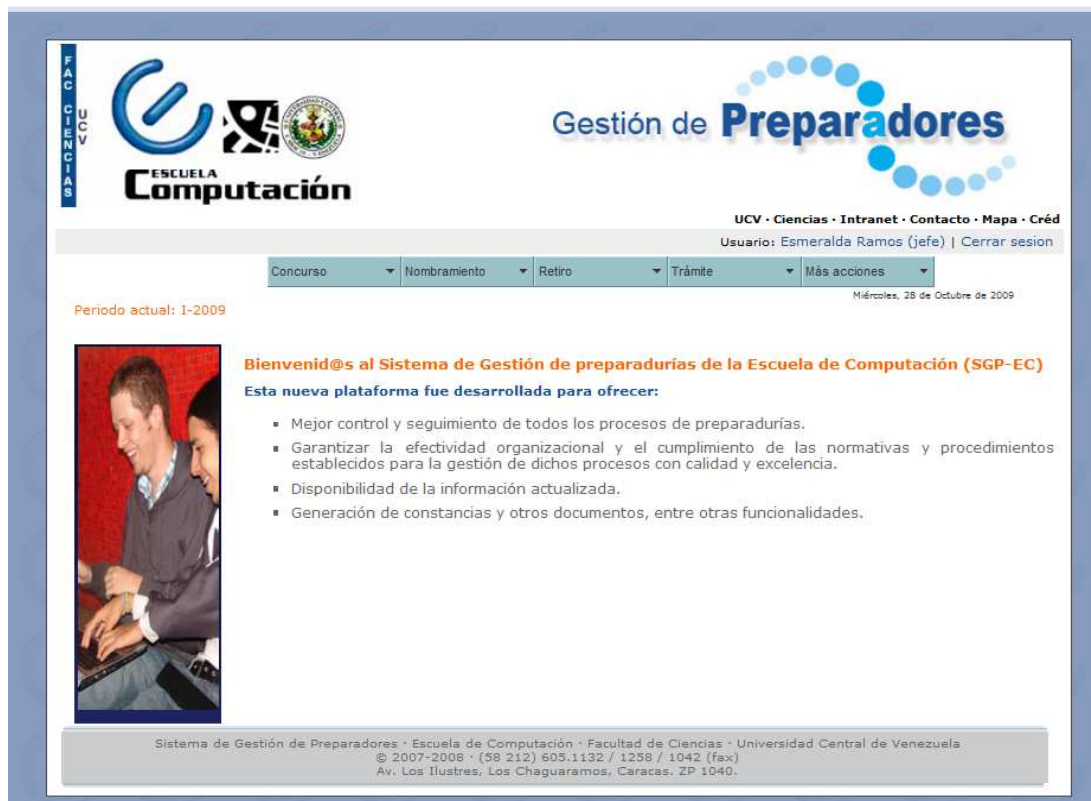 FAC CIENCIAS
UCV
ESCUELA
Computación
Gestión de Preparadores
UCV · Ciencias · Intranet · Contacto · Mapa · Créd
Usuario: Esmeralda Ramos (jefe) | Cerrar sesion
Concurso Nombramiento Retiro Trámite Más acciones
Miércoles, 28 de Octubre de 2009
Periodo actual: I-2009
Bienvenid@s al Sistema de Gestión de preparadurías de la Escuela de Computación (SGP-EC)
Esta nueva plataforma fue desarrollada para ofrecer:
Mejor control y seguimiento de todos los procesos de preparadurías.
Garantizar la efectividad organizacional y el cumplimiento de las normativas y procedimientos
establecidos para la gestión de dichos procesos con calidad y excelencia.
Disponibilidad de la información actualizada.
Generación de constancias y otros documentos, entre otras funcionalidades.
Sistema de Gestión de Preparadores · Escuela de Computación · Facultad de Ciencias · Universidad Central de Venezuela
© 2007-2008 · (58 212) 605.1132 / 1258 / 1042 (fax)
Av. Los Ilustres, Los Chaguaramos, Caracas. ZP 1040.